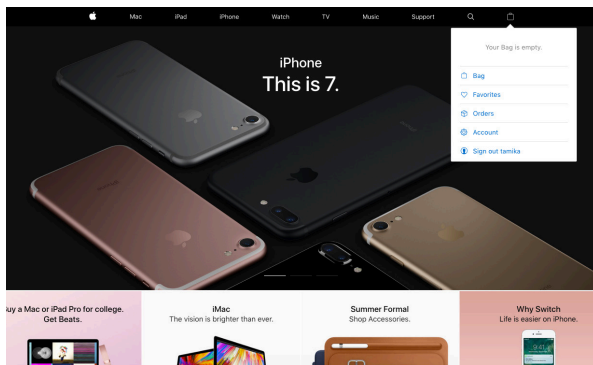 Mac
iPad
iPhone
Watch
TV
Music
Support
Your Bag is empty.
Bag
Favorites
Orders
Account
Sign out tamika
iPhone
This is 7.
uy a Mac or iPad Pro for college.
Get Beats.
iMac
The vision is brighter than ever.
Summer Formal
Shop Accessories.
Why Switch
Life is easier on iPhone.
9:41